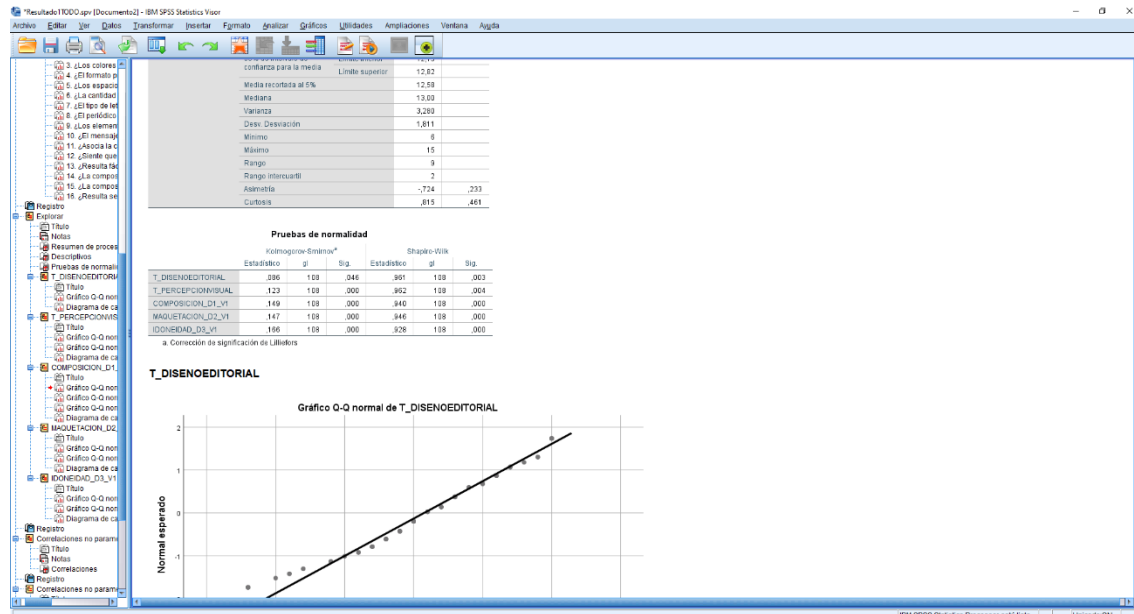 *Resultado1TODO.spv [Documento2] - IBM SPSS Statistics Visor
Archivo Editar Ver Datos Transformar Insertar Formato Analizar Gráficos Utilidades Ampliaciones Ventana Ayuda
3. ¿Los colores
4. ¿El formato p
5. ¿Los espacio
6. ¿La cantidad
7. ¿El tipo de let
8. ¿El periódico
9. ¿Los elemen
10. ¿El mensaje
11. ¿Asocia la c
12. ¿Siente que
13. ¿Resulta fác
14. ¿La compos
15. ¿La compos
16. ¿Resulta se
Registro
Explorar
Título
Notas
Resumen de proces
Descriptivos
Pruebas de normali
T_DISENOEDITORI
Título
Gráfico Q-Q nor
Diagrama de ca
T_PERCEPCIONVIS
Título
Gráfico Q-Q nor
Gráfico Q-Q nor
Diagrama de ca
COMPOSICION_D1_
Título
Gráfico Q-Q nor
Gráfico Q-Q nor
Gráfico Q-Q nor
Diagrama de ca
MAQUETACION_D2_
Título
Gráfico Q-Q nor
Gráfico Q-Q nor
Diagrama de ca
IDONEIDAD_D3_V1
Título
Gráfico Q-Q nor
Gráfico Q-Q nor
Diagrama de ca
Registro
Correlaciones no param
Título
Notas
Correlaciones
Registro
Correlaciones no param
confianza para la media
Límite superior 12,82
Media recortada al 5% 12,58
Mediana 13,00
Varianza 3,280
Desv. Desviación 1,811
Mínimo 6
Máximo 15
Rango 9
Rango intercuartil 2
Asimetría -,724 ,233
Curtosis ,815 ,461
Pruebas de normalidad
Kolmogorov-Smirnov^a Shapiro-Wilk
Estadístico gl Sig. Estadístico gl Sig.
T_DISENOEDITORIAL ,086 108 ,046 ,961 108 ,003
T_PERCEPCIONVISUAL ,123 108 ,000 ,962 108 ,004
COMPOSICION_D1_V1 ,149 108 ,000 ,940 108 ,000
MAQUETACION_D2_V1 ,147 108 ,000 ,946 108 ,000
IDONEIDAD_D3_V1 ,166 108 ,000 ,928 108 ,000
a. Corrección de significación de Lilliefors
T_DISENOEDITORIAL
Gráfico Q-Q normal de T_DISENOEDITORIAL
Normal esperado
2
1
0
-1